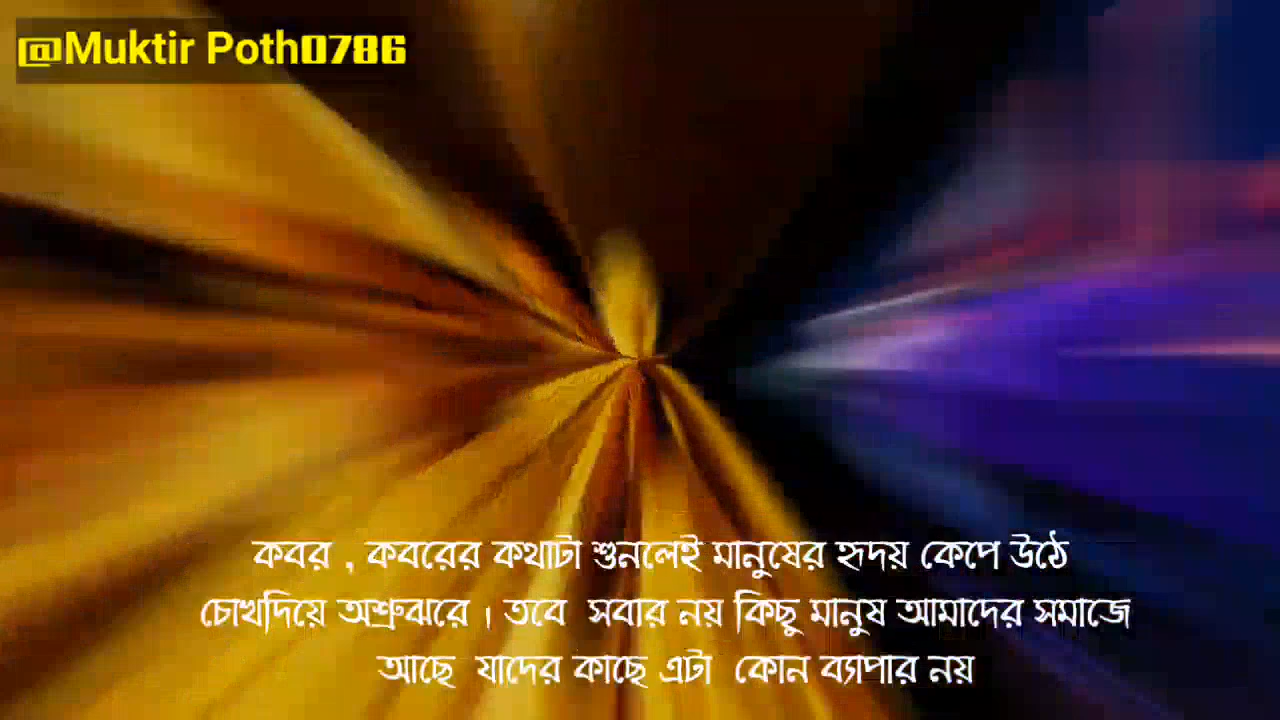 @Muktir Poth0786
কবর , কবরের কথাটা শুনলেই মানুষের হৃদয় কেপে উঠে
চোখদিয়ে অশ্রুঝরে । তবে সবার নয় কিছু মানুষ আমাদের সমাজে
আছে যাদের কাছে এটা কোন ব্যাপার নয়